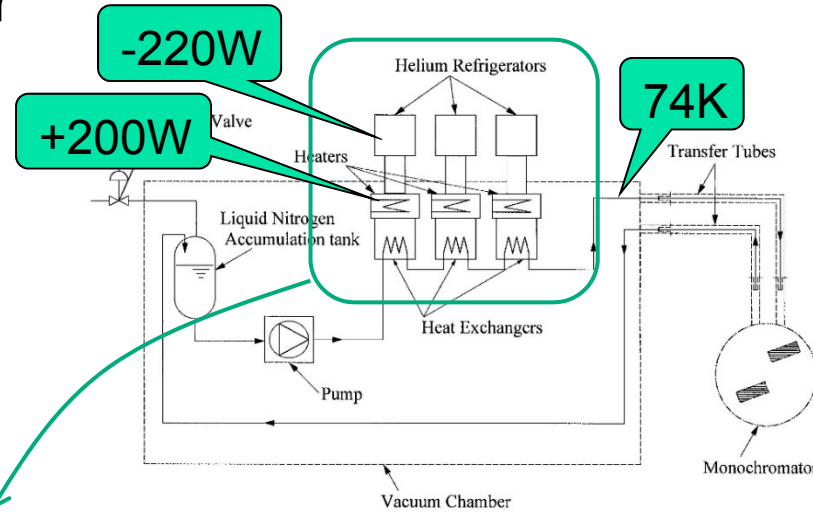 -220W
Helium Refrigerators
74K
+200W
Valve
Heaters
Transfer Tubes
Liquid Nitrogen
Accumulation tank
Heat Exchangers
Pump
Monochromator
Vacuum Chamber